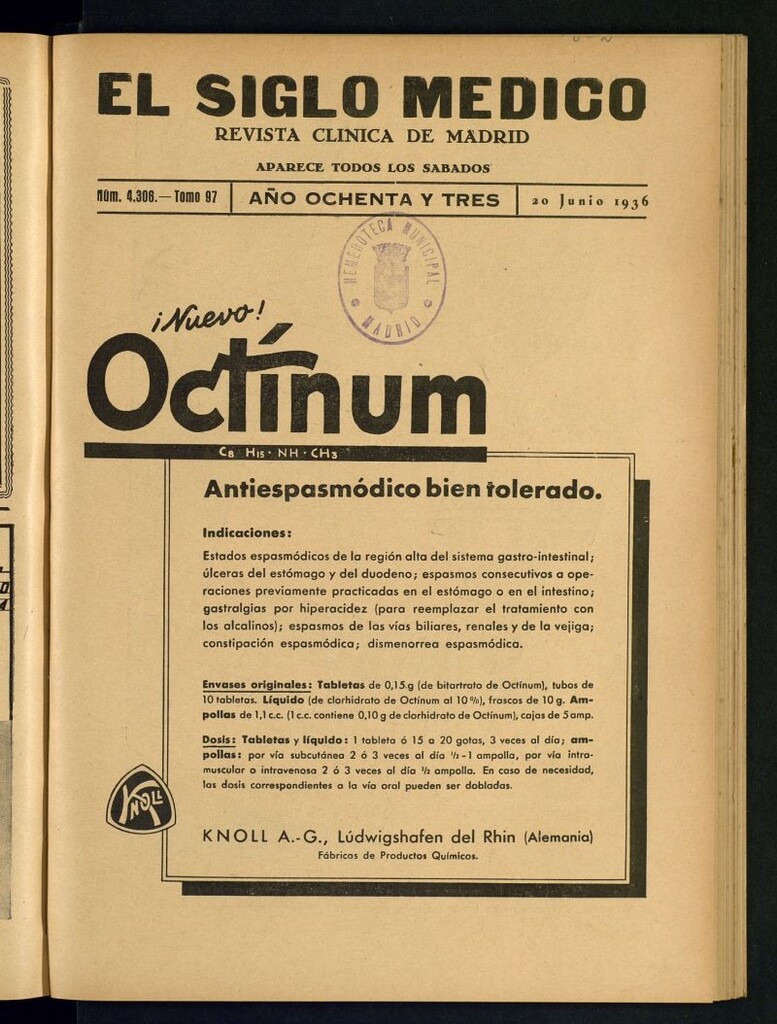 EL SIGLO MEDICO
REVISTA CLINICA DE MADRID
APARECE TODOS LOS SABADOS
Núm. 4.306.—Tomo 97
AÑO OCHENTA Y TRES
20 Junio 1936
HEMEROTECA MUNICIPAL
MADRID
¡Nuevo!
Octínum
C8 H15 · NH · CH3
Antiespasmódico bien tolerado.
Indicaciones:
Estados espasmódicos de la región alta del sistema gastro-intestinal;
úlceras del estómago y del duodeno; espasmos consecutivos a ope-
raciones previamente practicadas en el estómago o en el intestino;
gastralgias por hiperacidez (para reemplazar el tratamiento con
los alcalinos); espasmos de las vías biliares, renales y de la vejiga;
constipación espasmódica; dismenorrea espasmódica.
Envases originales: Tabletas de 0,15.g (de bitartrato de Octínum), tubos de
10 tabletas. Líquido (de clorhidrato de Octínum al 10%), frascos de 10 g. Am-
pollas de 1,1 c.c. (1 c.c. contiene 0,10 g de clorhidrato de Octínum), cajas de 5 amp.
Dosis: Tabletas y líquido: 1 tableta ó 15 a 20 gotas, 3 veces al día; am-
pollas: por vía subcutánea 2 ó 3 veces al día ½-1 ampolla, por vía intra-
muscular o intravenosa 2 ó 3 veces al día ½ ampolla. En caso de necesidad,
las dosis correspondientes a la vía oral pueden ser dobladas.
KNOLL
KNOLL A.-G., Lúdwigshafen del Rhin (Alemania)
Fábricas de Productos Químicos.